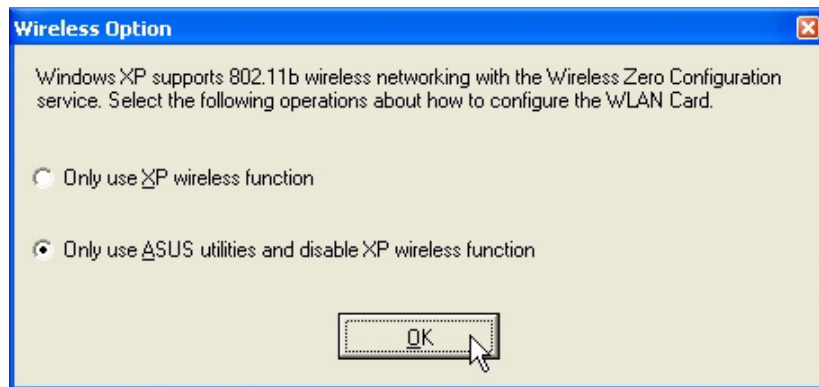 Wireless Option
Windows XP supports 802.11b wireless networking with the Wireless Zero Configuration
service. Select the following operations about how to configure the WLAN Card.
Only use XP wireless function
Only use ASUS utilities and disable XP wireless function
OK